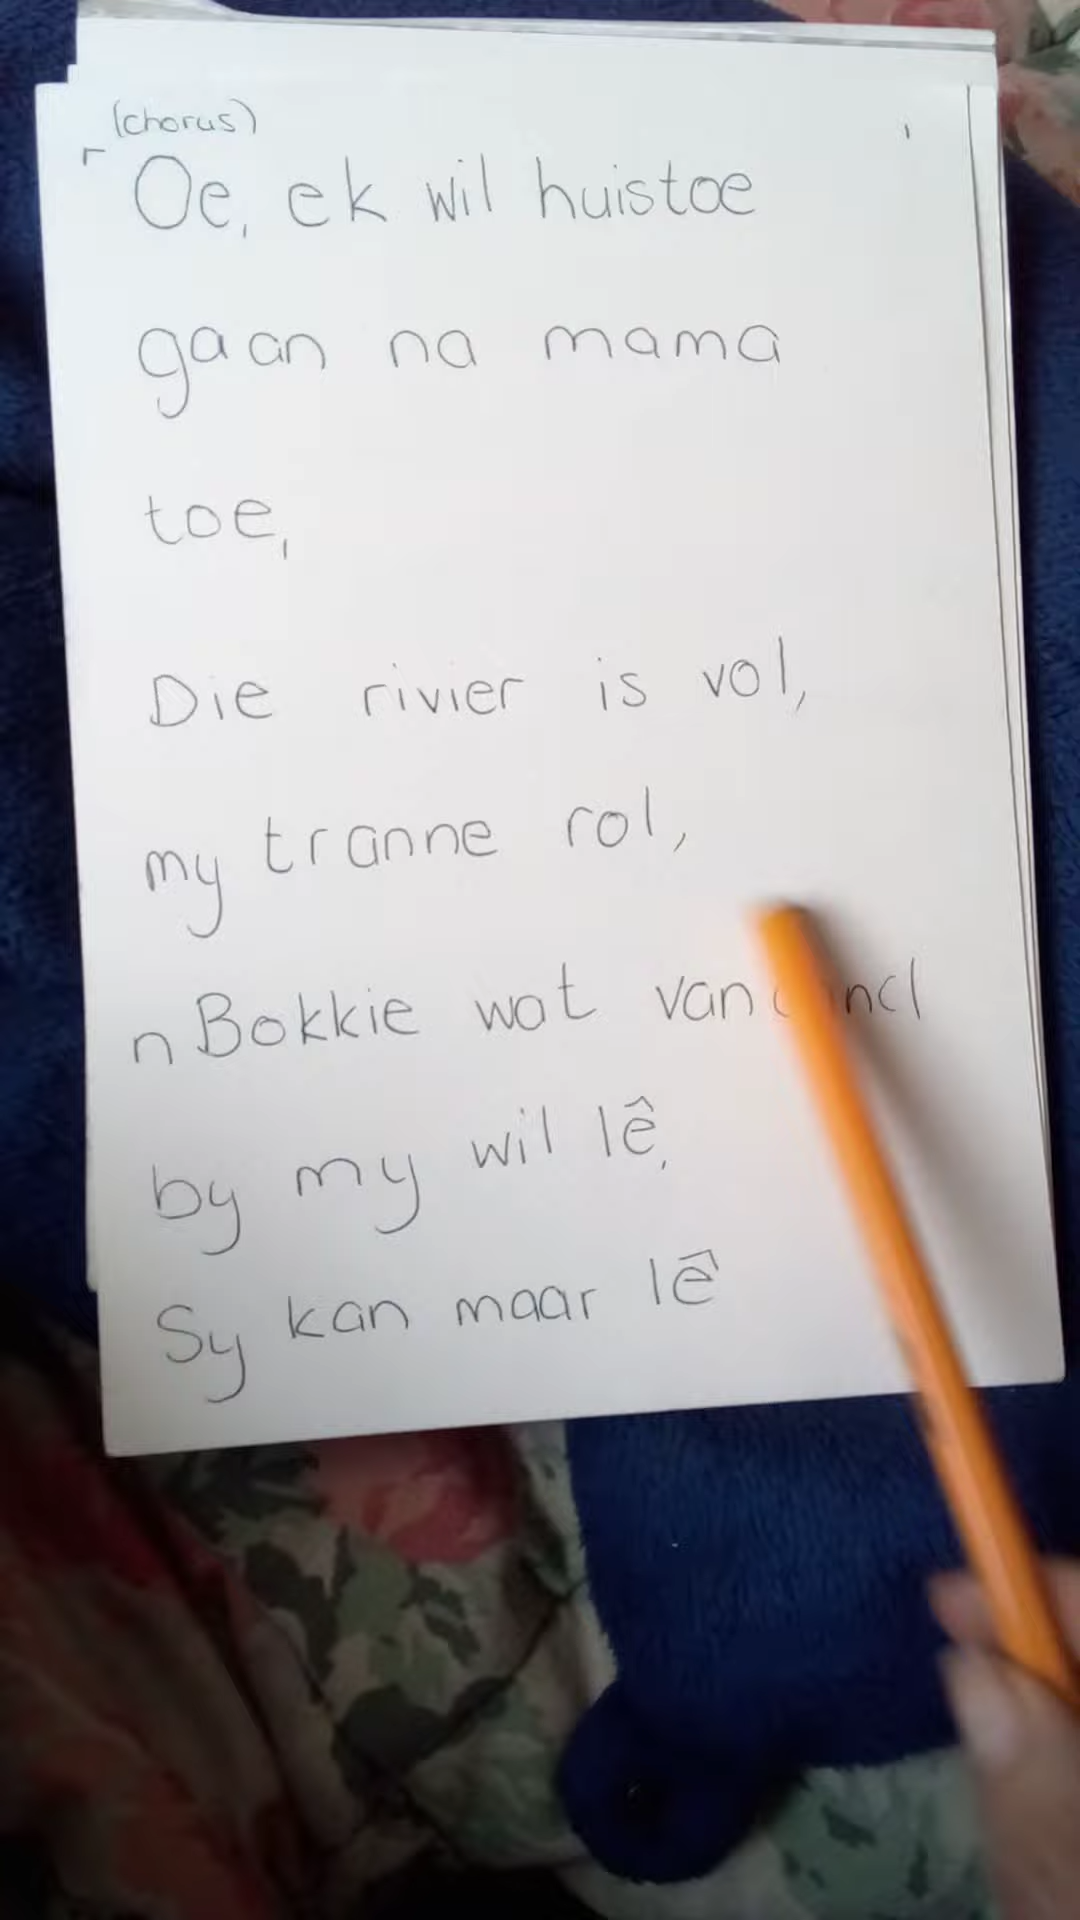 (chorus)
Oe, ek wil huistoe
gaan na mama
toe,
Die rivier is vol,
my tranne rol,
n Bokkie wat
by my wil lê,
Sy kan maar lê